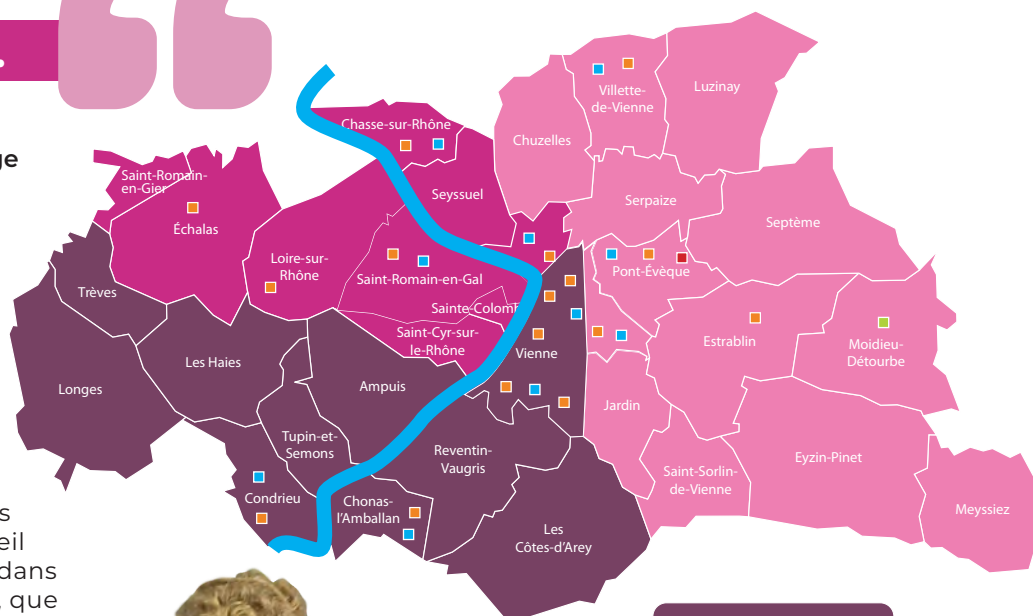 ge
Villette-
de-Vienne
Luzinay
Chasse-sur-Rhône
Chuzelles
Saint-Romain-
en-Gier
Seyssuel
Serpaize
Échalas
Septème
Loire-sur-
Rhône
Saint-Romain-en-Gal
Pont-Évèque
Trèves
Sainte-Colomb
Saint-Cyr-sur-
le-Rhône
Vienne
Estrablin
Moidieu-
Détourbe
Les Haies
Longes
Ampuis
Jardin
Tupin-et-
Semons
Reventin-
Vaugris
Eyzin-Pinet
Saint-Sorlin-
de-Vienne
Condrieu
Chonas-
l'Amballan
Meyssiez
Les
Côtes-d'Arey
s
eil
dans
, que